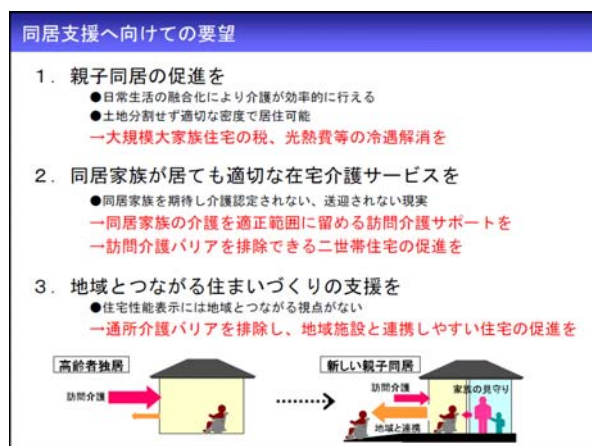 同居支援へ向けての要望
１．親子同居の促進を
●日常生活の融合化により介護が効率的に行える
●土地分割せず適切な密度で居住可能
→大規模大家族住宅の税、光熱費等の冷遇解消を
２．同居家族が居ても適切な在宅介護サービスを
●同居家族を期待し介護認定されない、送迎されない現実
→同居家族の介護を適正範囲に留める訪問介護サポートを
→訪問介護バリアを排除できる二世帯住宅の促進を
３．地域とつながる住まいづくりの支援を
●住宅性能表示には地域とつながる視点がない
→通所介護バリアを排除し、地域施設と連携しやすい住宅の促進を
高齢者独居
訪問介護
新しい親子同居
訪問介護
家族の見守り
地域と連携